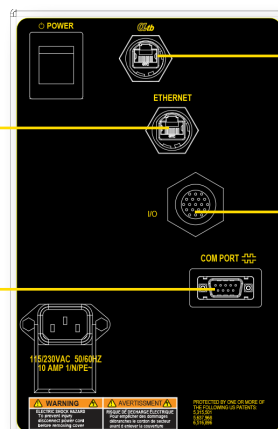 POWER
ETHERNET
I/O
COM PORT
115/230VAC 50/60HZ
10 AMP 1/N/PE~
WARNING
ELECTRIC SHOCK HAZARD
To prevent injury
disconnect power cord
before removing cover
AVERTISSEMENT
RISQUE DE DÉCHARGE ÉLECTRIQUE
Pour empêcher des dommages
débranchez le cordon de secteur
avant d'enlever la couverture
PROTECTED BY ONE OR MORE OF
THE FOLLOWING US PATENTS: